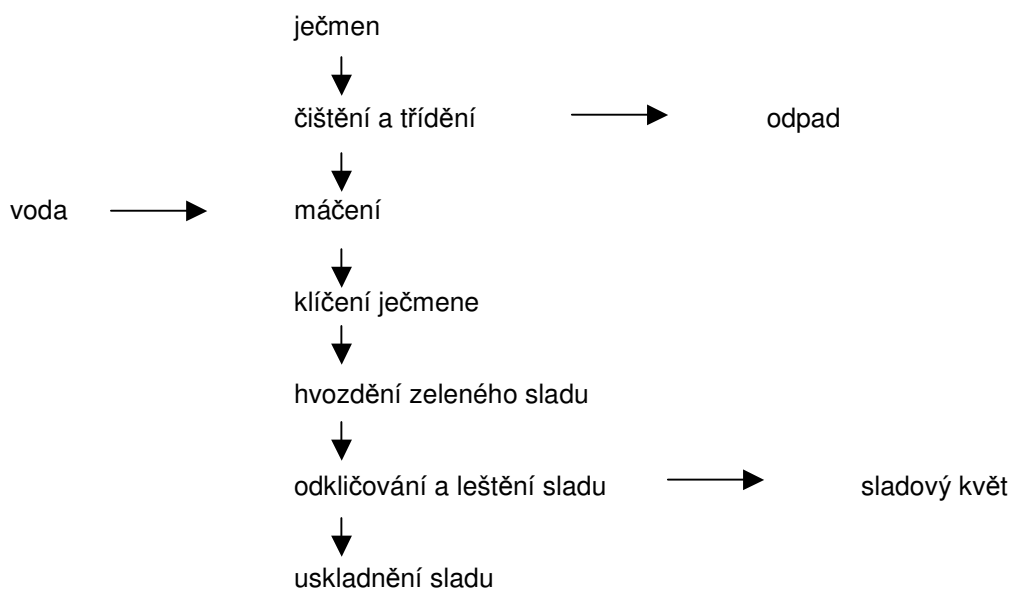 ječmen
čištění a třídění odpad
voda máčení
klíčení ječmene
hvozdění zeleného sladu
odkličování a leštění sladu sladový květ
uskladnění sladu